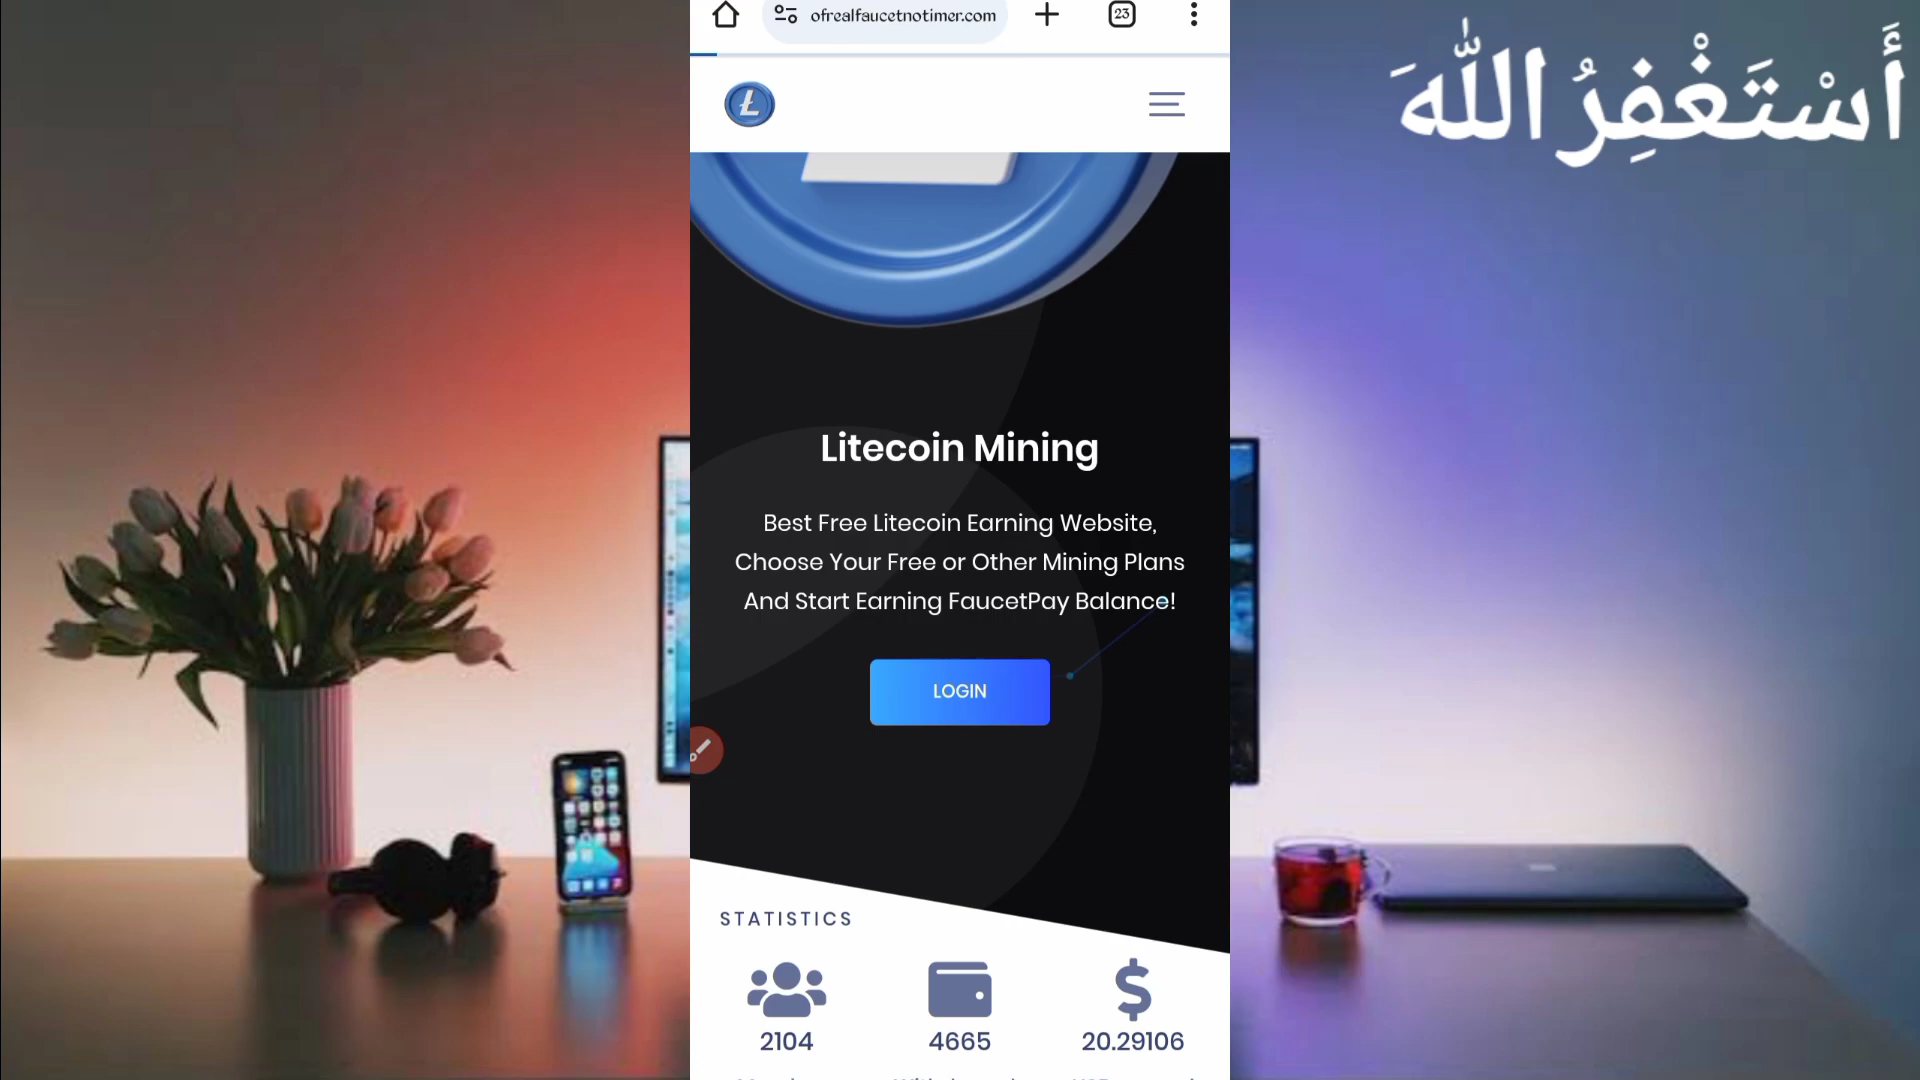 ofrealfaucetnotimer.com
23
أَسْتَغْفِرُ اللّٰهَ
Litecoin Mining
Best Free Litecoin Earning Website,
Choose Your Free or Other Mining Plans
And Start Earning FaucetPay Balance!
LOGIN
STATISTICS
2104
4665
20.29106